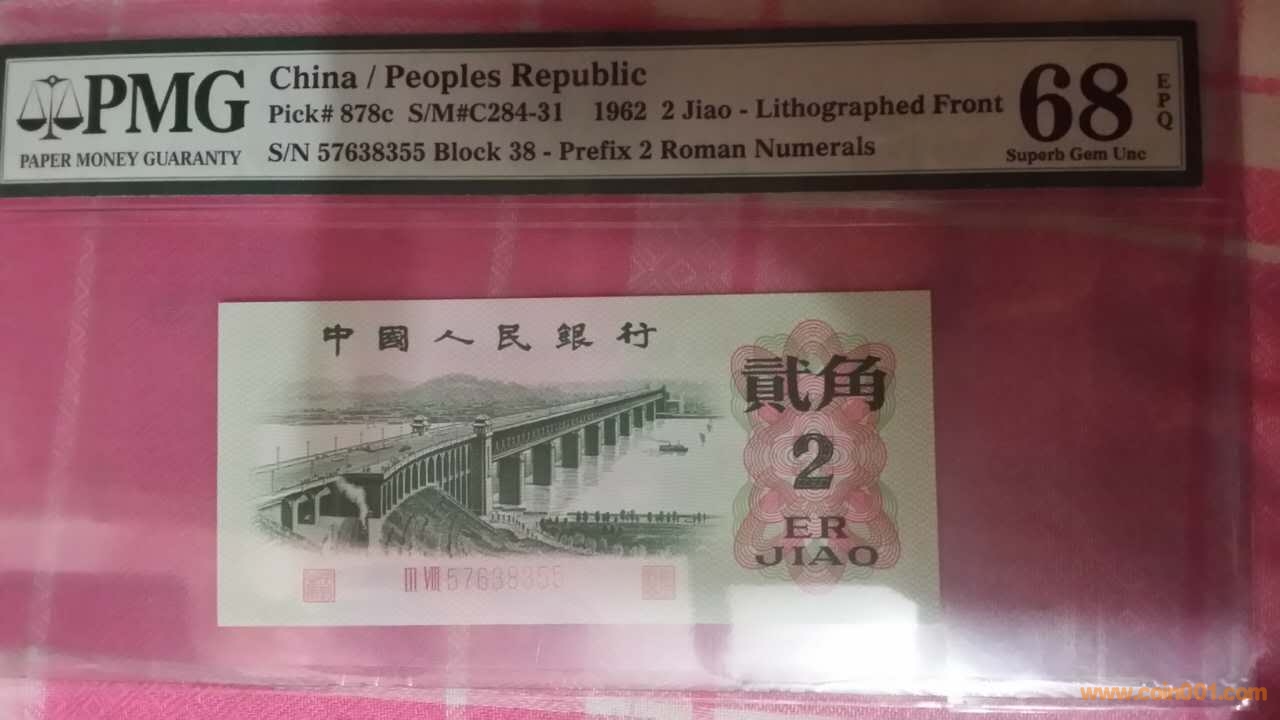 PMG
PAPER MONEY GUARANTY
China / Peoples Republic
Pick# 878c S/M#C284-31 1962 2 Jiao - Lithographed Front
S/N 57638355 Block 38 - Prefix 2 Roman Numerals
68
EPQ
Superb Gem Unc
中國人民銀行
貳角
2
ER
JIAO
III VIII 57638355
www.coin001.com